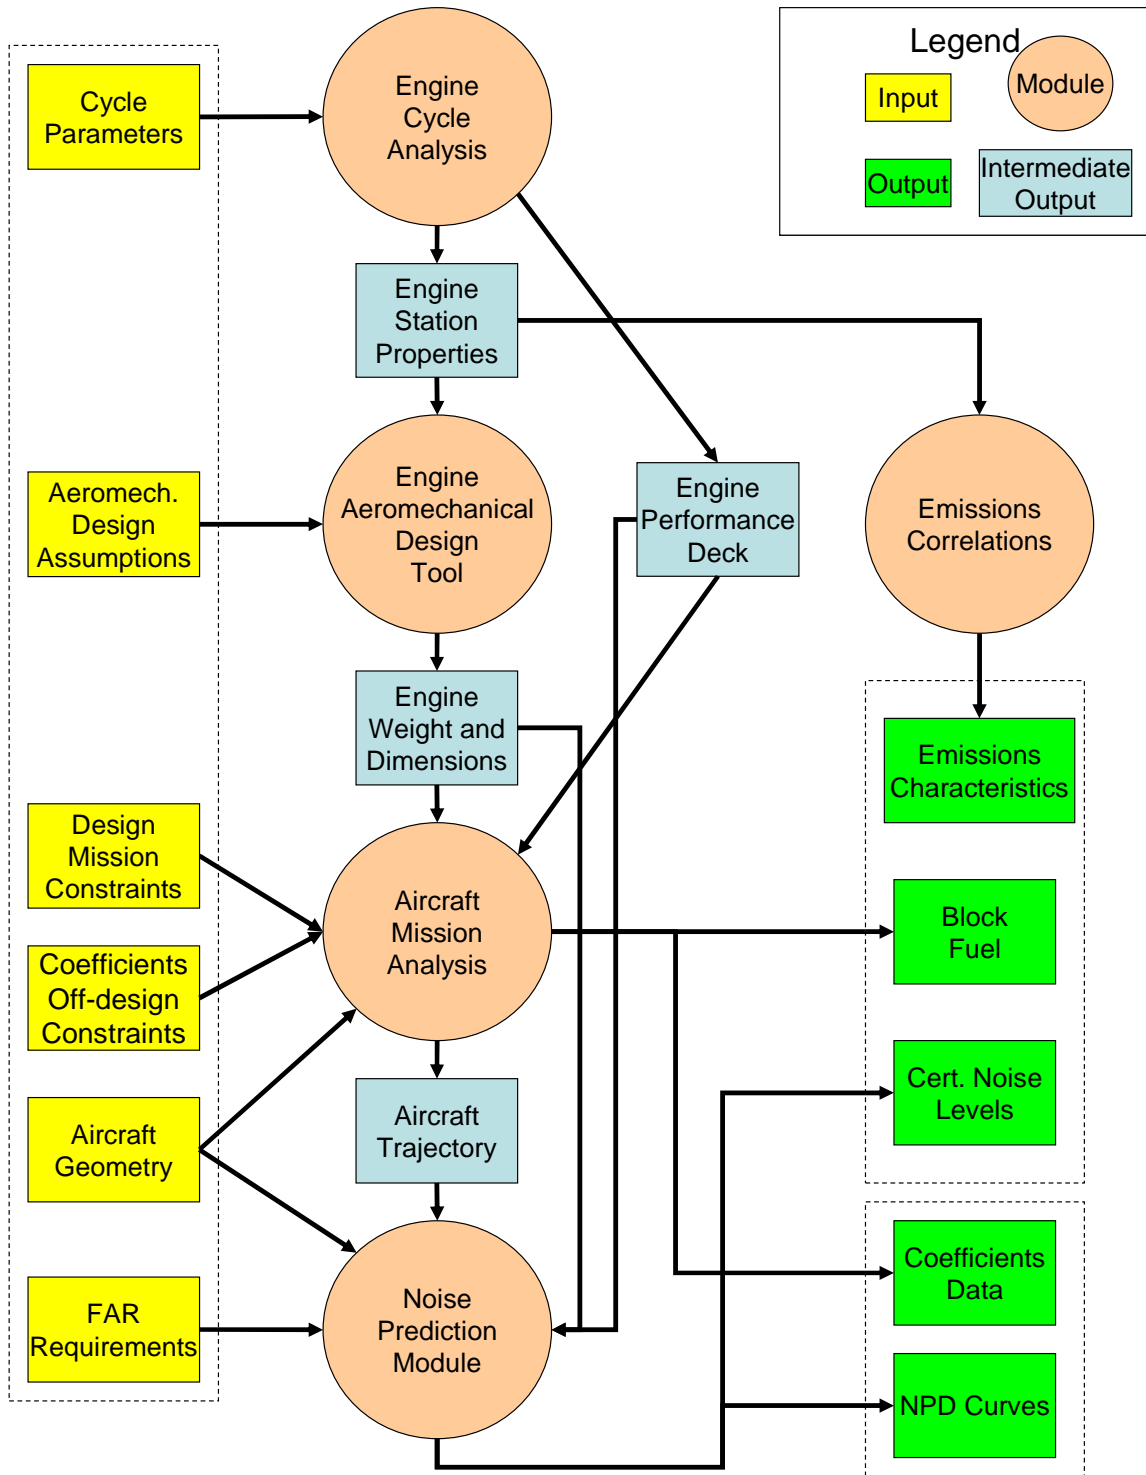 Legend
Input
Module
Output
Intermediate
Output
Cycle
Parameters
Engine
Cycle
Analysis
Engine
Station
Properties
Aeromech.
Design
Assumptions
Engine
Aeromechanical
Design
Tool
Engine
Performance
Deck
Emissions
Correlations
Engine
Weight and
Dimensions
Emissions
Characteristics
Design
Mission
Constraints
Aircraft
Mission
Analysis
Block
Fuel
Coefficients
Off-design
Constraints
Cert. Noise
Levels
Aircraft
Geometry
Aircraft
Trajectory
Coefficients
Data
FAR
Requirements
Noise
Prediction
Module
NPD Curves